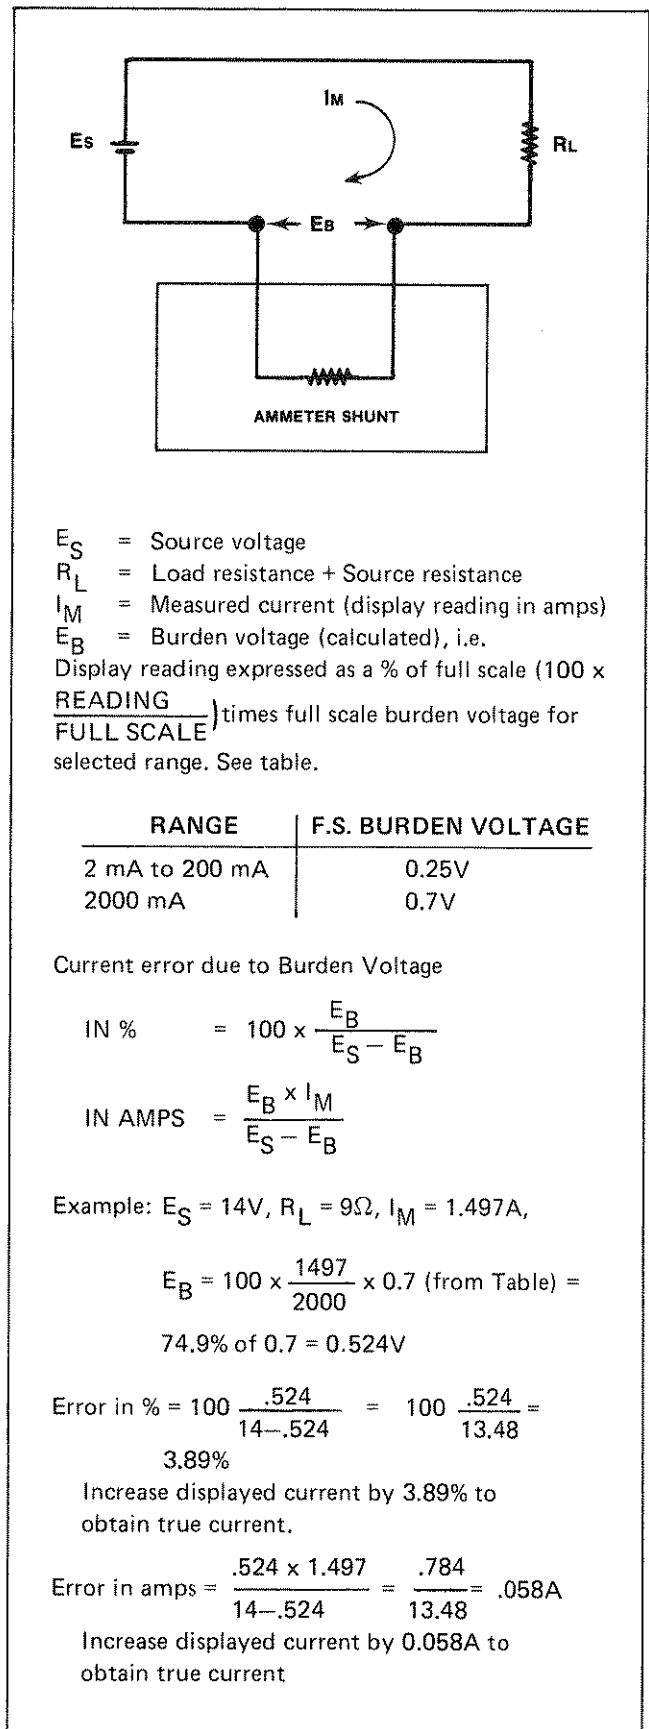 IM
ES
RL
EB
AMMETER SHUNT
ES = Source voltage
RL = Load resistance + Source resistance
IM = Measured current (display reading in amps)
EB = Burden voltage (calculated), i.e.
Display reading expressed as a % of full scale (100 x
READING
FULL SCALE) times full scale burden voltage for
selected range. See table.
RANGE F.S. BURDEN VOLTAGE
2 mA to 200 mA 0.25V
2000 mA 0.7V
Current error due to Burden Voltage
IN % = 100 x EB / ES – EB
IN AMPS = EB x IM / ES – EB
Example: ES = 14V, RL = 9Ω, IM = 1.497A,
EB = 100 x 1497 / 2000 x 0.7 (from Table) =
74.9% of 0.7 = 0.524V
Error in % = 100 .524 / 14–.524 = 100 .524 / 13.48 =
3.89%
Increase displayed current by 3.89% to
obtain true current.
Error in amps = .524 x 1.497 / 14–.524 = .784 / 13.48 = .058A
Increase displayed current by 0.058A to
obtain true current